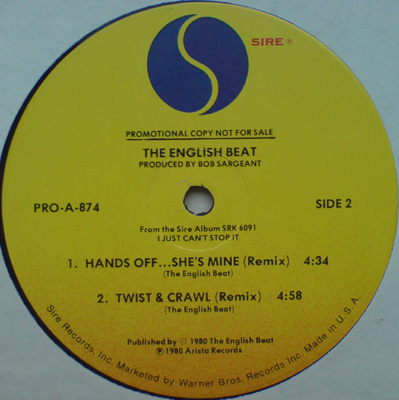 SIRE ®
PROMOTIONAL COPY NOT FOR SALE
THE ENGLISH BEAT
PRODUCED BY BOB SARGEANT
PRO-A-874
SIDE 2
From the Sire Album SRK 6091
I JUST CAN'T STOP IT
1. HANDS OFF...SHE'S MINE (Remix) 4:34
(The English Beat)
2. TWIST & CRAWL (Remix) 4:58
(The English Beat)
Published by © 1980 The English Beat
℗ 1980 Arista Records
Sire Records, Inc. Marketed by Warner Bros. Records Inc. Made in U.S.A.